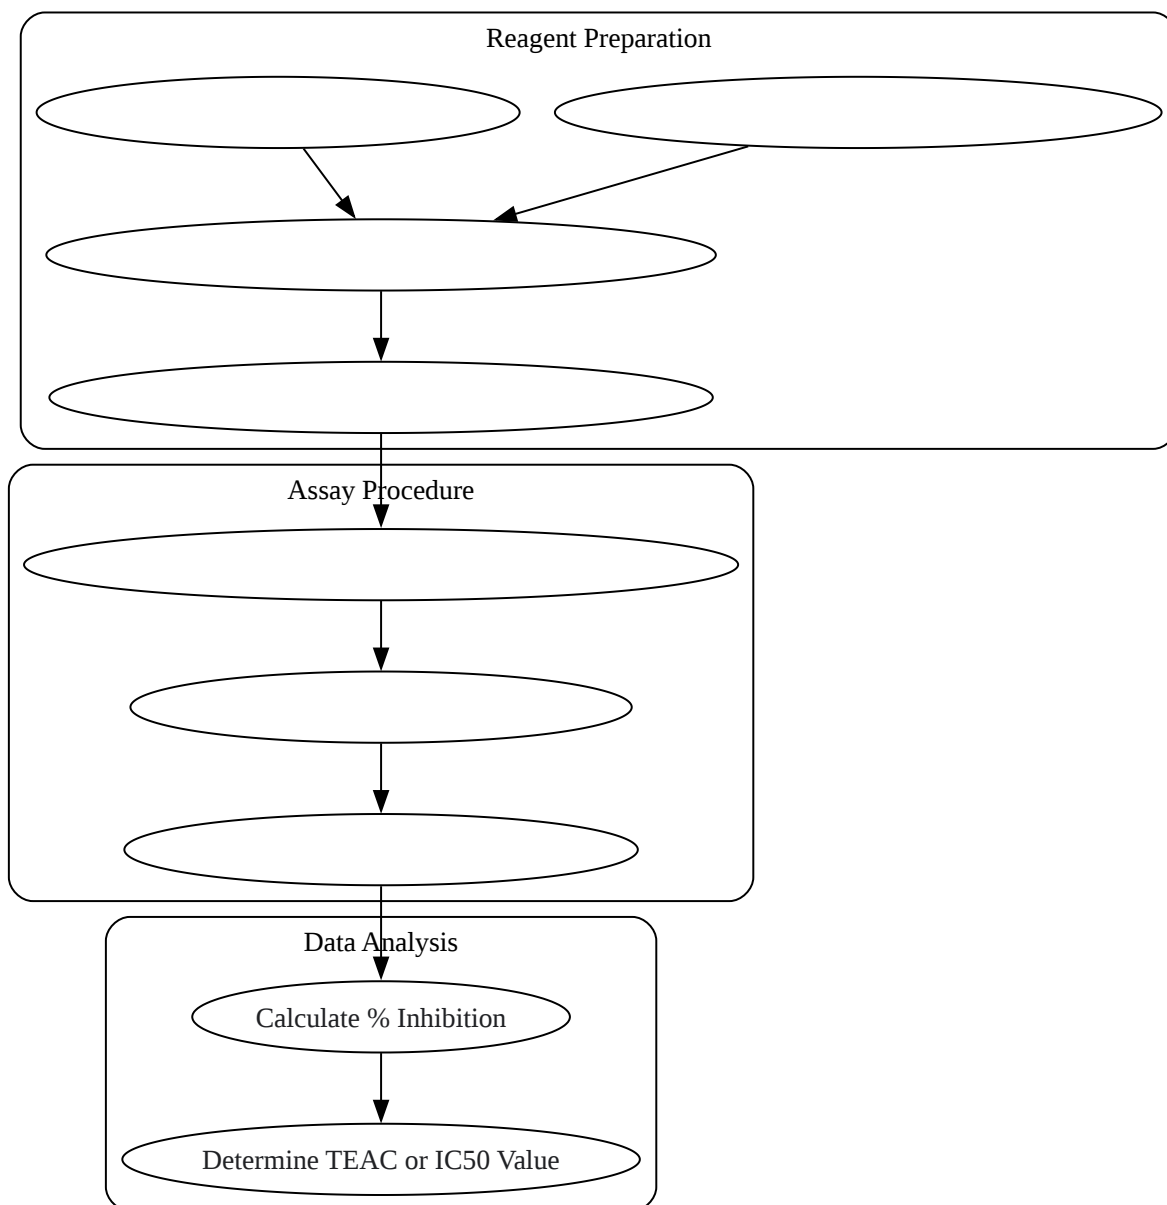 Reagent Preparation
Assay Procedure
Data Analysis
Calculate % Inhibition
Determine TEAC or IC50 Value